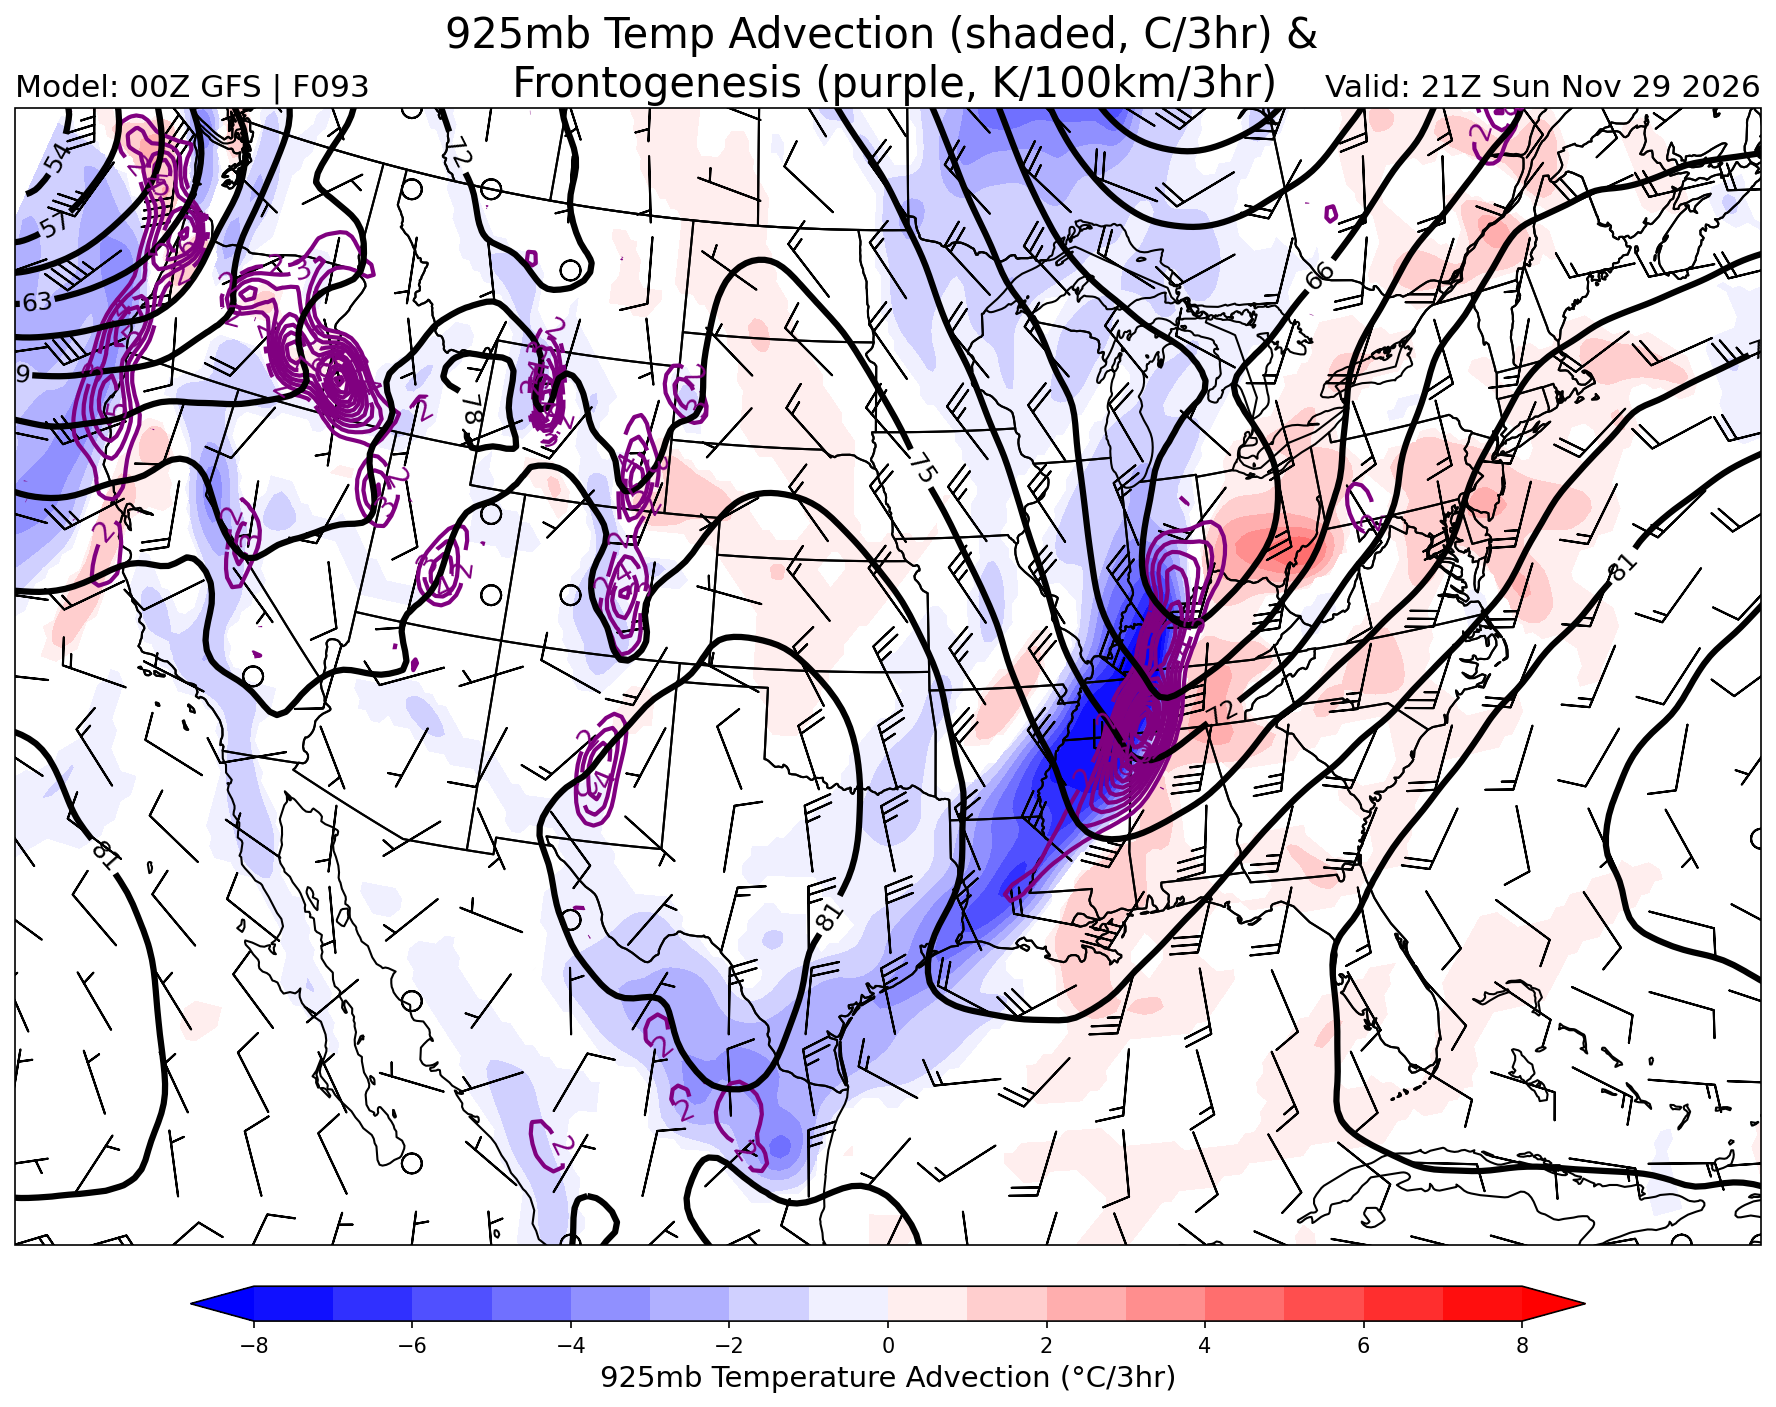 925mb Temp Advection (shaded, C/3hr) &
Model: 00Z GFS | F093
Frontogenesis (purple, K/100km/3hr)
Valid: 21Z Sun Nov 29 2026
54
72
57
66
63
9
78
75
81
72
81
81
−8 −6 −4 −2 0 2 4 6 8
925mb Temperature Advection (°C/3hr)